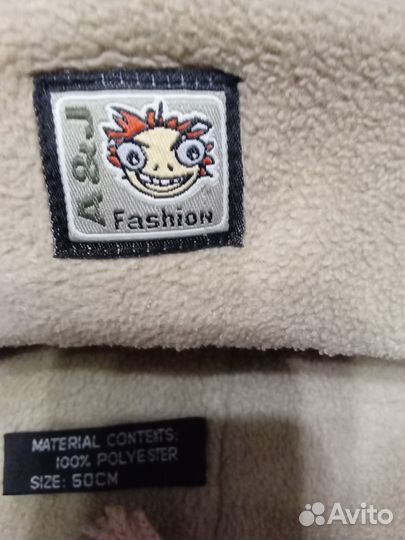 A & J
Fashion
MATERIAL CONTENTS:
100% POLYESTER
SIZE: 50CM
Avito